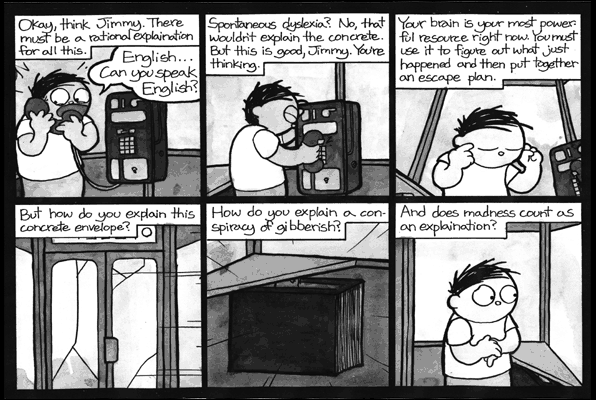 Okay, think Jimmy. There
must be a rational explaination
for all this.
English...
Can you speak
English?
Spontaneous dyslexia? No, that
wouldn't explain the concrete.
But this is good, Jimmy. You're
thinking.
Your brain is your most power-
ful resource right now. You must
use it to figure out what just
happened and then put together
an escape plan.
But how do you explain this
concrete envelope?
How do you explain a con-
spiracy of gibberish?
And does madness count as
an explaination?